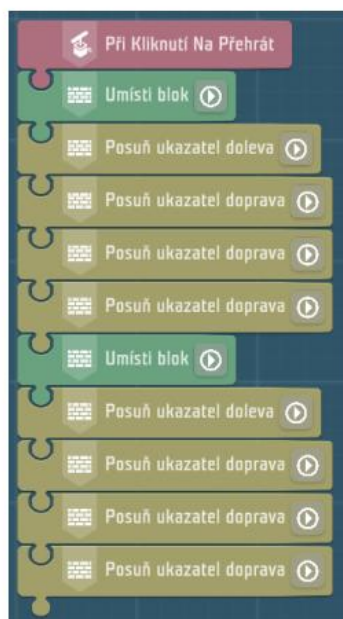 Při Kliknutí Na Přehrát
Umísti blok
Posuň ukazatel doleva
Posuň ukazatel doprava
Posuň ukazatel doprava
Posuň ukazatel doprava
Umísti blok
Posuň ukazatel doleva
Posuň ukazatel doprava
Posuň ukazatel doprava
Posuň ukazatel doprava